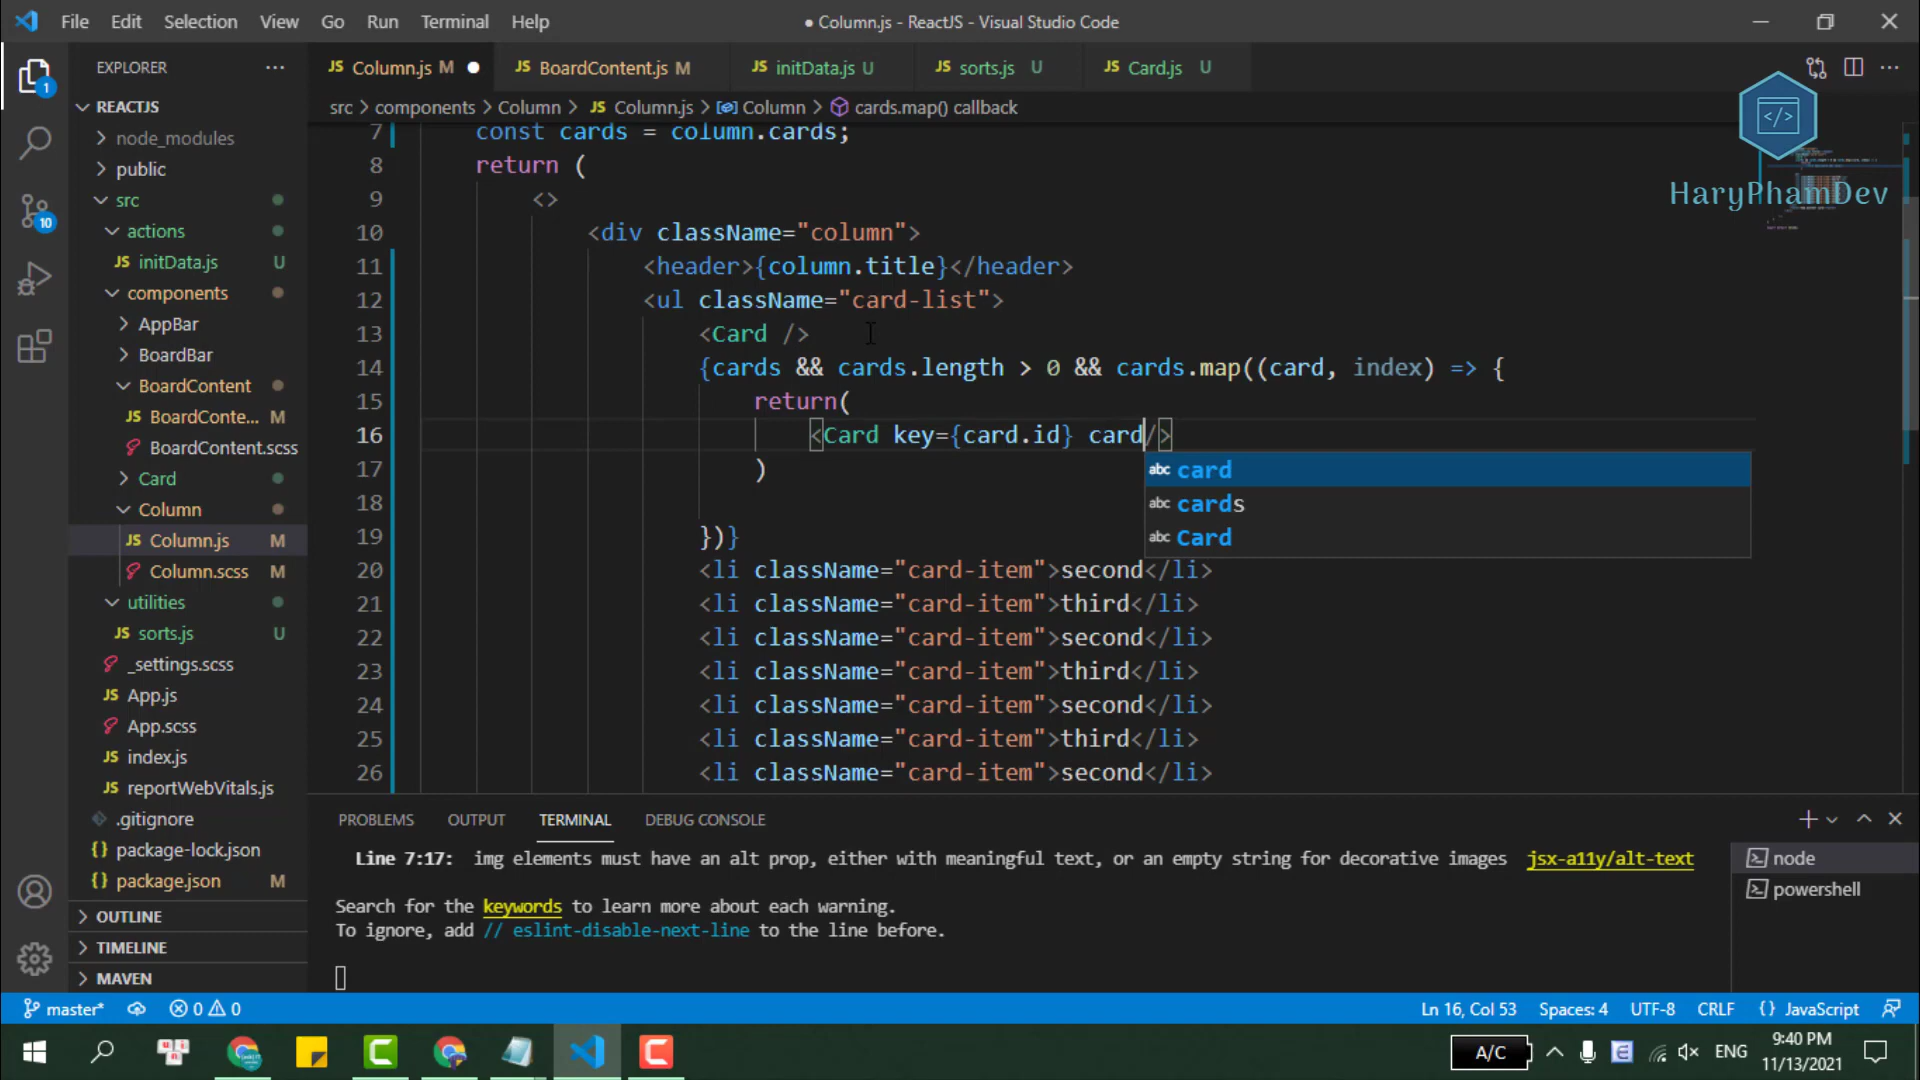 File Edit Selection View Go Run Terminal Help
● Column.js - ReactJS - Visual Studio Code
EXPLORER ···
JS Column.js M ●
JS BoardContent.js M
JS initData.js U
JS sorts.js U
JS Card.js U
src > components > Column > JS Column.js > Column > cards.map() callback
</>
HaryPhamDev
1
10
REACTJS
node_modules
public
src
actions
JS initData.js U
components
AppBar
BoardBar
BoardContent
JS BoardConte... M
BoardContent.scss
Card
Column
JS Column.js M
Column.scss M
utilities
JS sorts.js U
_settings.scss
JS App.js
App.scss
JS index.js
JS reportWebVitals.js
.gitignore
{} package-lock.json
{} package.json M
OUTLINE
TIMELINE
MAVEN
7 const cards = column.cards;
8 return (
9 <>
10 <div className="column">
11 <header>{column.title}</header>
12 <ul className="card-list">
13 <Card />
14 {cards && cards.length > 0 && cards.map((card, index) => {
15 return(
16 <Card key={card.id} card/>
17 )
18
19 })}
20 <li className="card-item">second</li>
21 <li className="card-item">third</li>
22 <li className="card-item">second</li>
23 <li className="card-item">third</li>
24 <li className="card-item">second</li>
25 <li className="card-item">third</li>
26 <li className="card-item">second</li>
abc card
abc cards
abc Card
PROBLEMS OUTPUT TERMINAL DEBUG CONSOLE
Line 7:17: img elements must have an alt prop, either with meaningful text, or an empty string for decorative images jsx-a11y/alt-text
Search for the keywords to learn more about each warning.
To ignore, add // eslint-disable-next-line to the line before.
node
powershell
master* 0 0
Ln 16, Col 53 Spaces: 4 UTF-8 CRLF {} JavaScript
A/C
ENG
9:40 PM
11/13/2021